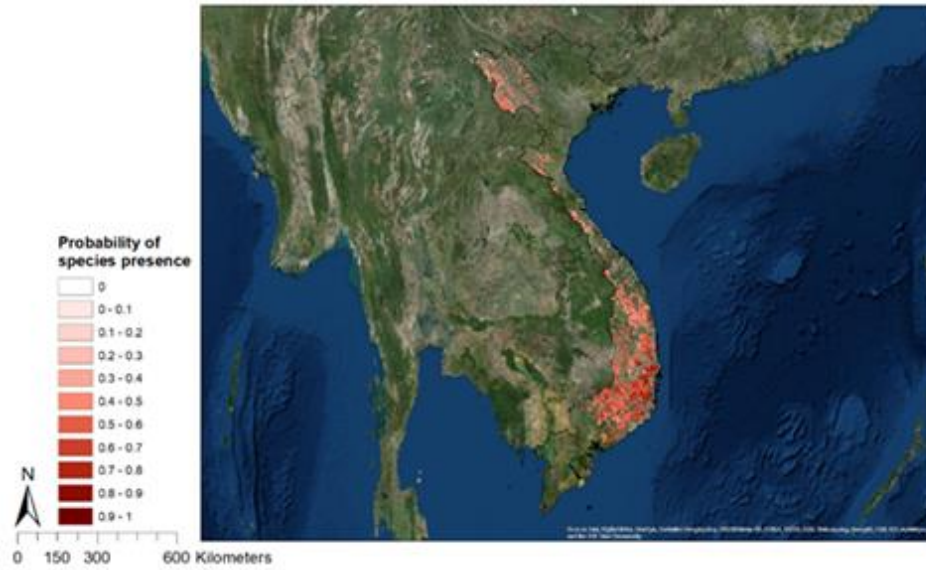 Probability of
species presence
0
0 - 0.1
0.1 - 0.2
0.2 - 0.3
0.3 - 0.4
0.4 - 0.5
0.5 - 0.6
0.6 - 0.7
0.7 - 0.8
0.8 - 0.9
0.9 - 1
N
0 150 300 600 Kilometers